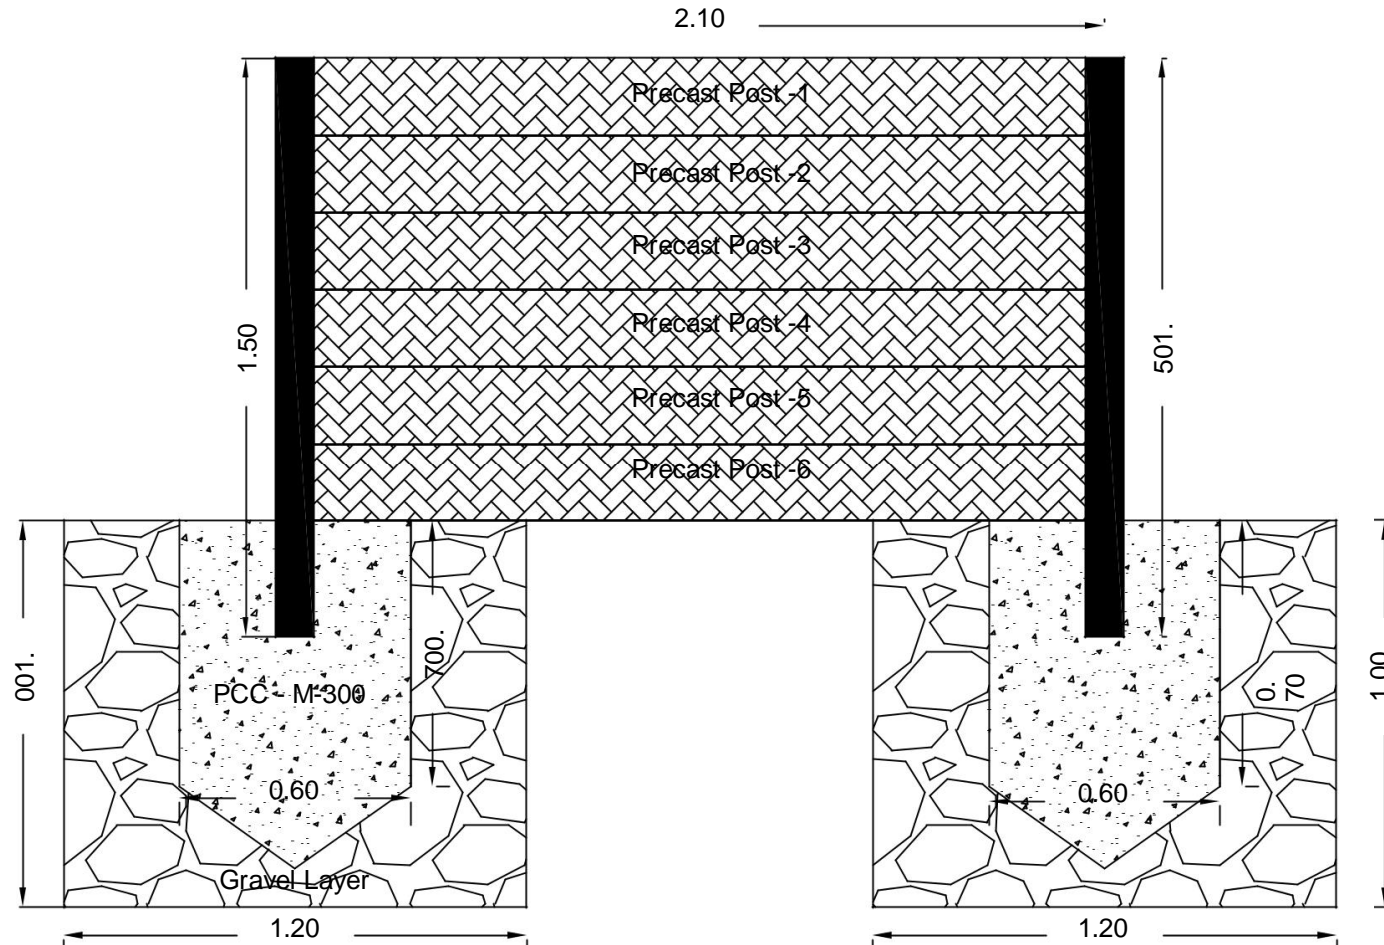 2.10
Precast Post -1
Precast Post -2
Precast Post -3
1.50
501.
Precast Post -4
Precast Post -5
Precast Post -6
001.
700.
PCC - M-300
0.
70
1.00
0.60
0.60
Gravel Layer
1.20
1.20